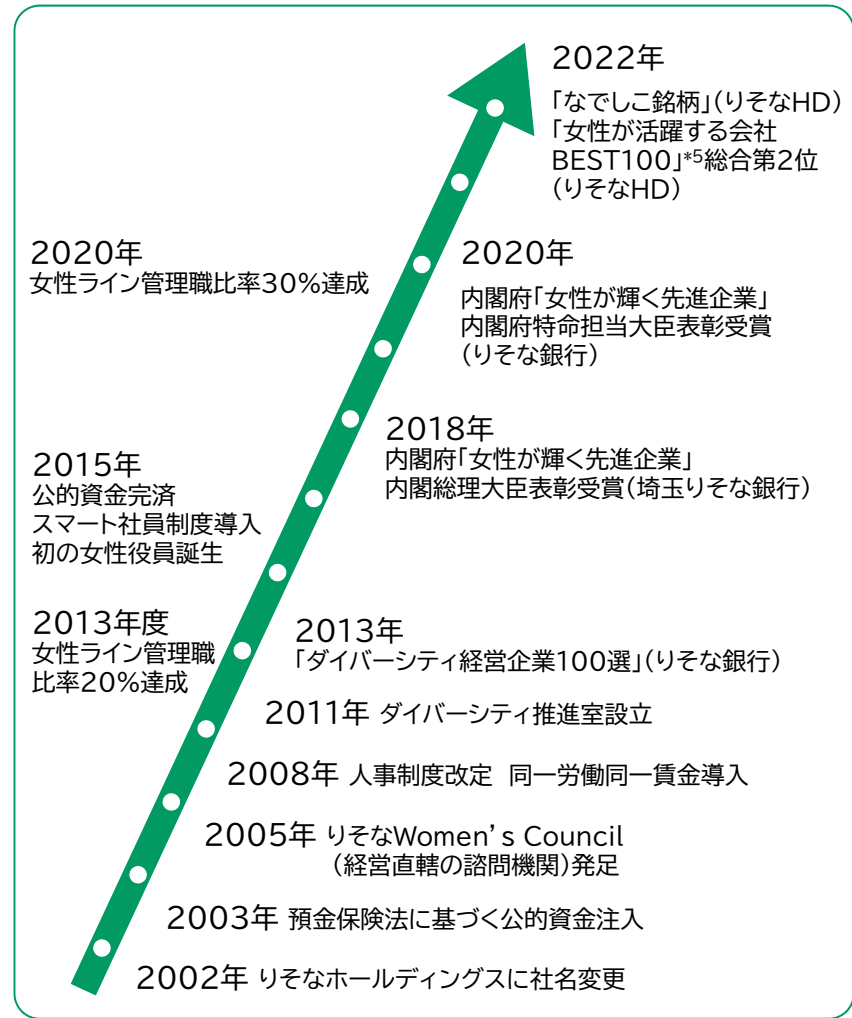 2022年
「なでしこ銘柄」(りそなHD)
「女性が活躍する会社
BEST100」*5総合第2位
(りそなHD)
2020年
女性ライン管理職比率30%達成
2020年
内閣府「女性が輝く先進企業」
内閣府特命担当大臣表彰受賞
(りそな銀行)
2018年
内閣府「女性が輝く先進企業」
内閣総理大臣表彰受賞(埼玉りそな銀行)
2015年
公的資金完済
スマート社員制度導入
初の女性役員誕生
2013年度
女性ライン管理職
比率20%達成
2013年
「ダイバーシティ経営企業100選」(りそな銀行)
2011年 ダイバーシティ推進室設立
2008年 人事制度改定 同一労働同一賃金導入
2005年 りそなWomen's Council
(経営直轄の諮問機関)発足
2003年 預金保険法に基づく公的資金注入
2002年 りそなホールディングスに社名変更